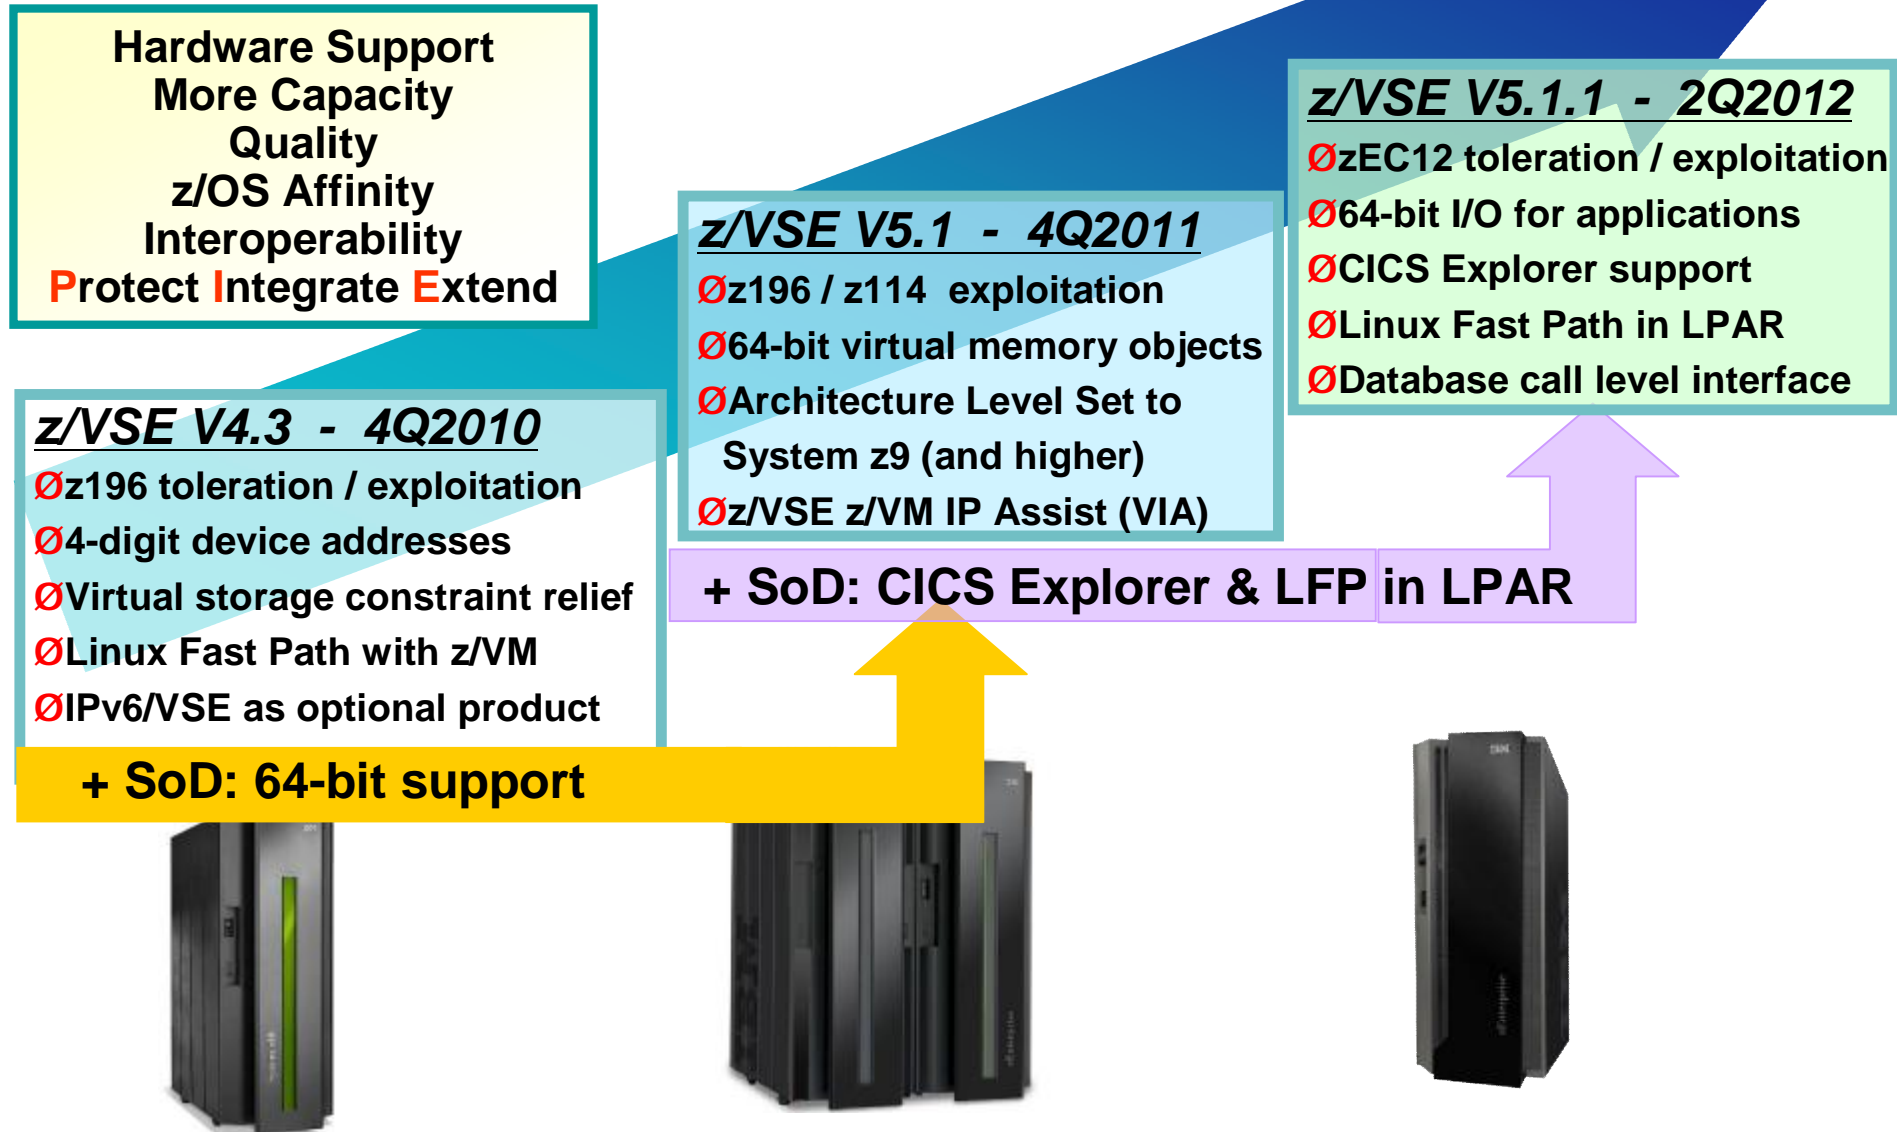 Hardware Support
More Capacity
Quality
z/OS Affinity
Interoperability
Protect Integrate Extend
z/VSE V4.3 - 4Q2010
Øz196 toleration / exploitation
Ø4-digit device addresses
ØVirtual storage constraint relief
ØLinux Fast Path with z/VM
ØIPv6/VSE as optional product
+ SoD: 64-bit support
z/VSE V5.1 - 4Q2011
Øz196 / z114 exploitation
Ø64-bit virtual memory objects
ØArchitecture Level Set to
System z9 (and higher)
Øz/VSE z/VM IP Assist (VIA)
+ SoD: CICS Explorer & LFP in LPAR
z/VSE V5.1.1 - 2Q2012
ØzEC12 toleration / exploitation
Ø64-bit I/O for applications
ØCICS Explorer support
ØLinux Fast Path in LPAR
ØDatabase call level interface